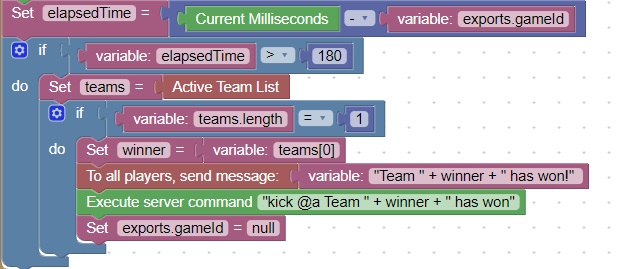 Set elapsedTime = Current Milliseconds - variable: exports.gameId
if variable: elapsedTime > 180
do Set teams = Active Team List
if variable: teams.length = 1
do Set winner = variable: teams[0]
To all players, send message: variable: "Team " + winner + " has won!"
Execute server command "kick @a Team " + winner + " has won"
Set exports.gameId = null